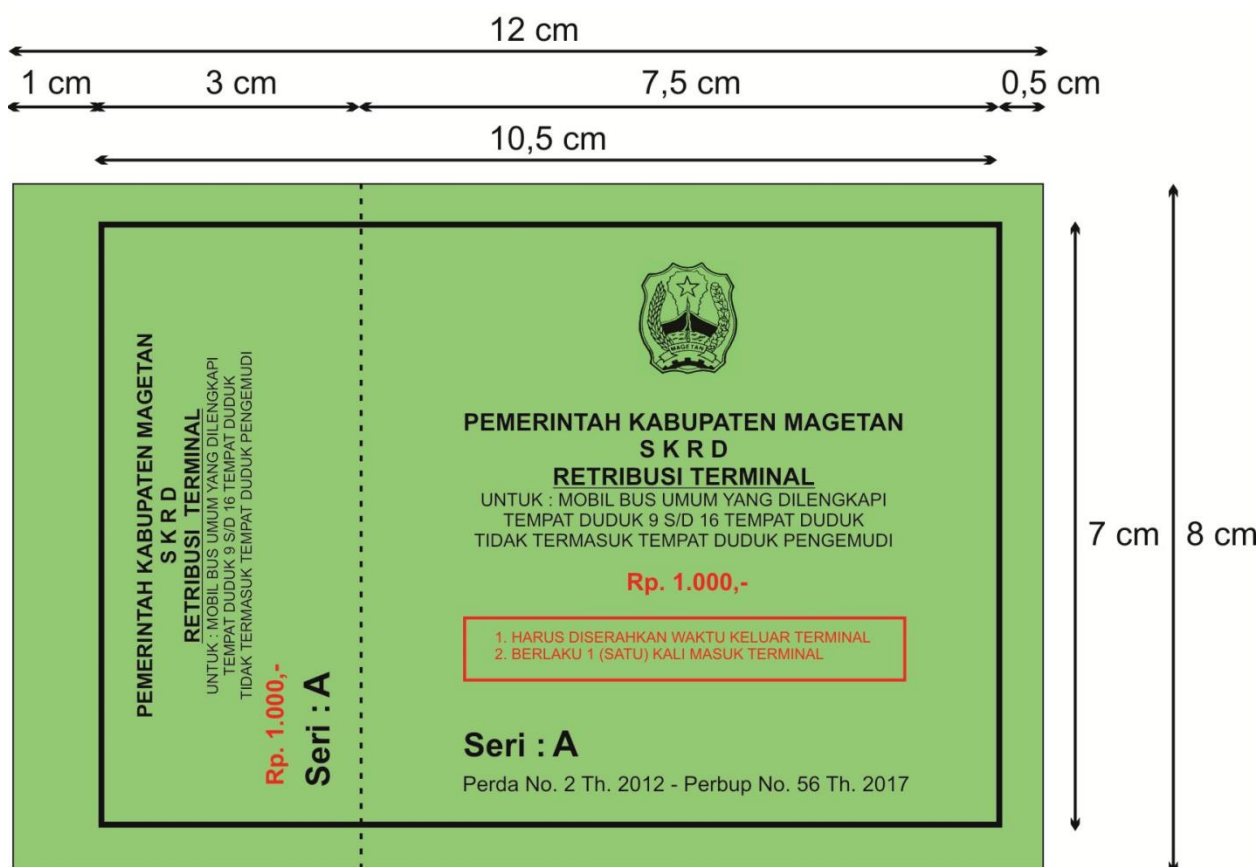 12 cm
1 cm 3 cm 7,5 cm 0,5 cm
10,5 cm
PEMERINTAH KABUPATEN MAGETAN
S K R D
RETRIBUSI TERMINAL
UNTUK : MOBIL BUS UMUM YANG DILENGKAPI
TEMPAT DUDUK 9 S/D 16 TEMPAT DUDUK
TIDAK TERMASUK TEMPAT DUDUK PENGEMUDI
Rp. 1.000,-
Seri : A
MAGETAN
PEMERINTAH KABUPATEN MAGETAN
S K R D
RETRIBUSI TERMINAL
UNTUK : MOBIL BUS UMUM YANG DILENGKAPI
TEMPAT DUDUK 9 S/D 16 TEMPAT DUDUK
TIDAK TERMASUK TEMPAT DUDUK PENGEMUDI
Rp. 1.000,-
1. HARUS DISERAHKAN WAKTU KELUAR TERMINAL
2. BERLAKU 1 (SATU) KALI MASUK TERMINAL
Seri : A
Perda No. 2 Th. 2012 - Perbup No. 56 Th. 2017
7 cm 8 cm